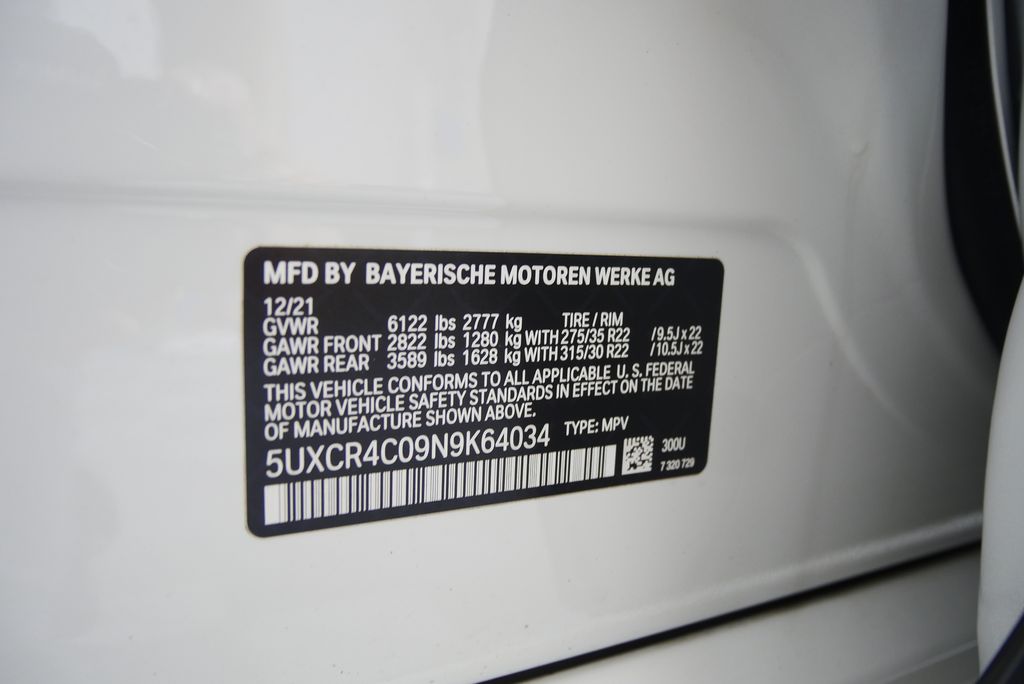 MFD BY BAYERISCHE MOTOREN WERKE AG
12/21
GVWR 6122 lbs 2777 kg TIRE / RIM
GAWR FRONT 2822 lbs 1280 kg WITH 275/35 R22 / 9.5J x 22
GAWR REAR 3589 lbs 1628 kg WITH 315/30 R22 / 10.5J x 22
THIS VEHICLE CONFORMS TO ALL APPLICABLE U.S. FEDERAL
MOTOR VEHICLE SAFETY STANDARDS IN EFFECT ON THE DATE
OF MANUFACTURE SHOWN ABOVE.
5UXCR4C09N9K64034 TYPE: MPV
300U
7 320 729